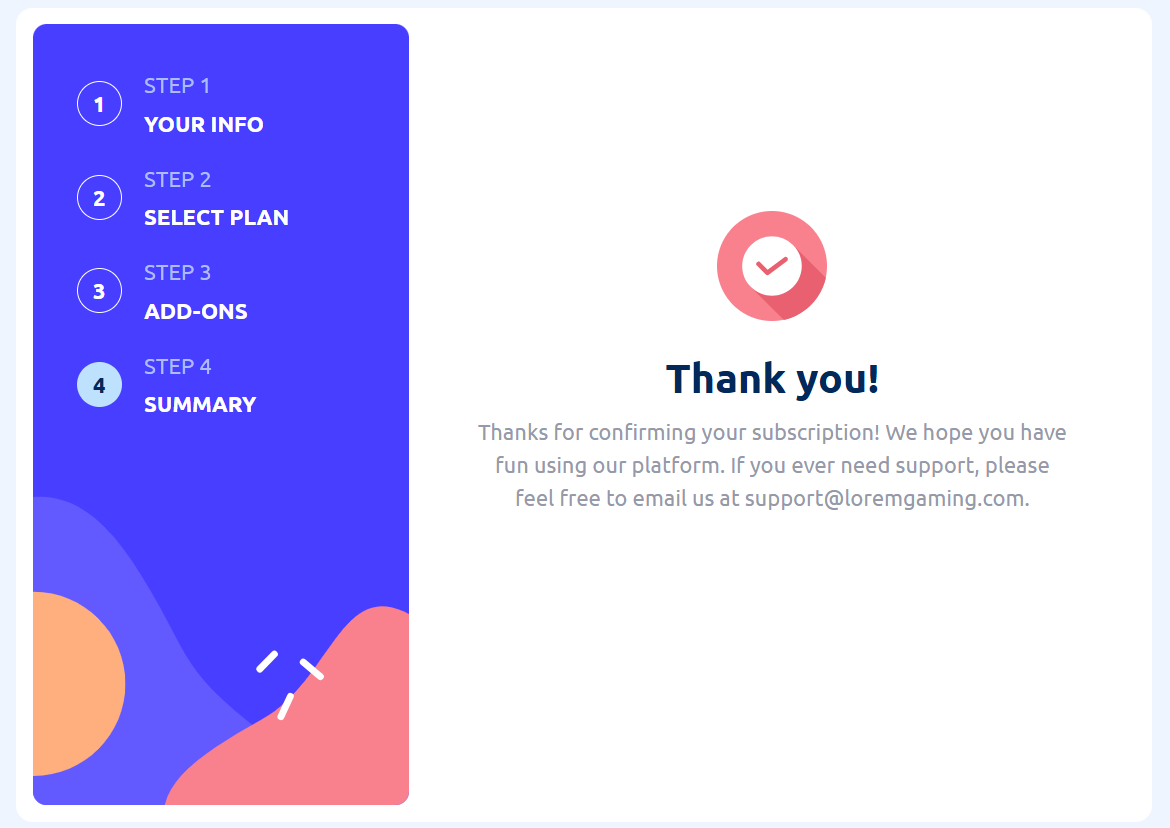 1
STEP 1
YOUR INFO
2
STEP 2
SELECT PLAN
3
STEP 3
ADD-ONS
4
STEP 4
SUMMARY
Thank you!
Thanks for confirming your subscription! We hope you have
fun using our platform. If you ever need support, please
feel free to email us at support@loremgaming.com.